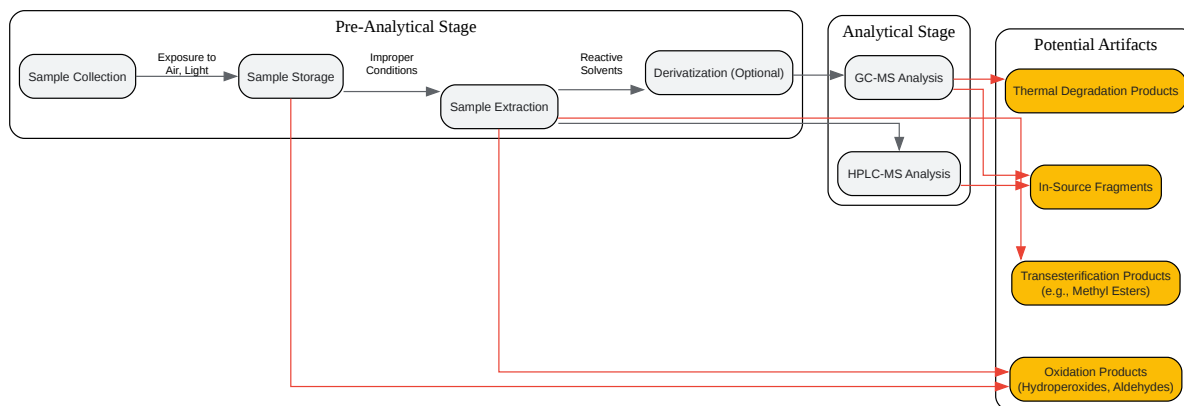 Pre-Analytical Stage
Sample Collection
Exposure to
Air, Light
Sample Storage
Improper
Conditions
Sample Extraction
Reactive
Solvents
Derivatization (Optional)
Analytical Stage
GC-MS Analysis
HPLC-MS Analysis
Potential Artifacts
Thermal Degradation Products
In-Source Fragments
Transesterification Products
(e.g., Methyl Esters)
Oxidation Products
(Hydroperoxides, Aldehydes)